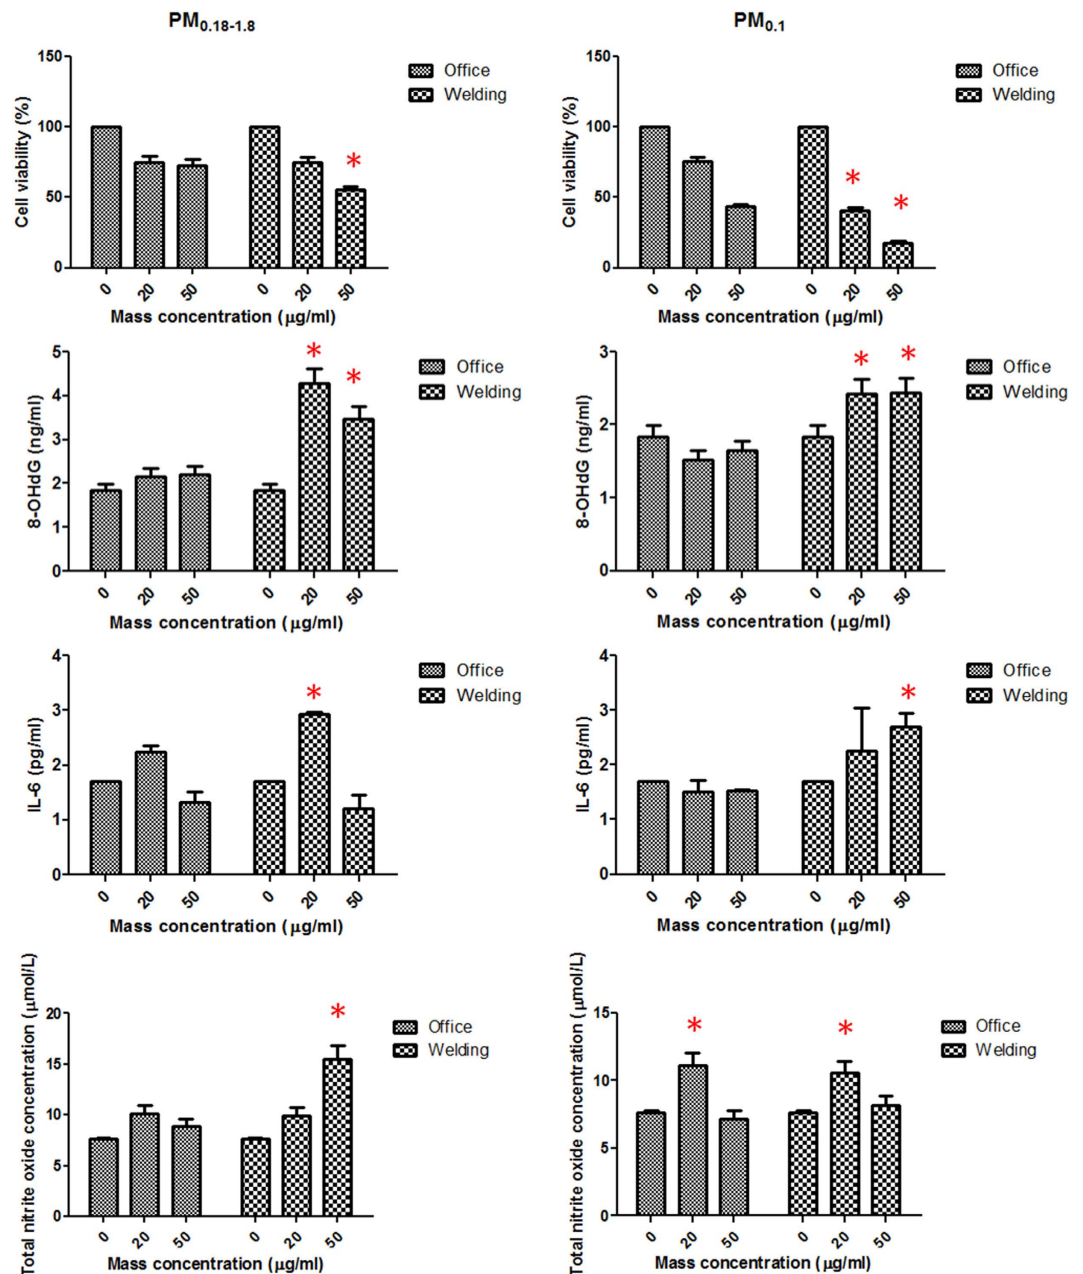 PM0.18-1.8
PM0.1
150
100
50
0
Cell viability (%)
0
20
50
0
20
50
Mass concentration (μg/ml)
Office
Welding
*
150
100
50
0
Cell viability (%)
0
20
50
0
20
50
Mass concentration (μg/ml)
Office
Welding
*
*
5
4
3
2
1
0
8-OHdG (ng/ml)
0
20
50
0
20
50
Mass concentration (μg/ml)
Office
Welding
*
*
3
2
1
0
8-OHdG (ng/ml)
0
20
50
0
20
50
Mass concentration (μg/ml)
Office
Welding
*
*
4
3
2
1
0
IL-6 (pg/ml)
0
20
50
0
20
50
Mass concentration (μg/ml)
Office
Welding
*
4
3
2
1
0
IL-6 (pg/ml)
0
20
50
0
20
50
Mass concentration (μg/ml)
Office
Welding
*
20
15
10
5
0
Total nitrite oxide concentration (μmol/L)
0
20
50
0
20
50
Mass concentration (μg/ml)
Office
Welding
*
15
10
5
0
Total nitrite oxide concentration (μmol/L)
0
20
50
0
20
50
Mass concentration (μg/ml)
Office
Welding
*
*